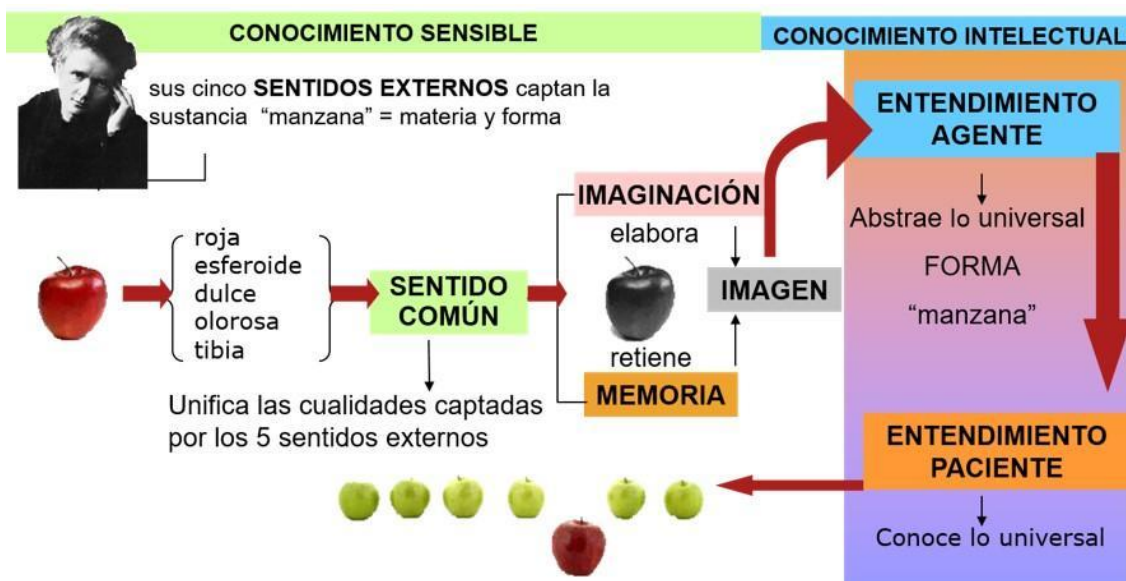 CONOCIMIENTO SENSIBLE
CONOCIMIENTO INTELECTUAL
sus cinco SENTIDOS EXTERNOS captan la
sustancia “manzana” = materia y forma
roja
esferoide
dulce
olorosa
tibia
SENTIDO
COMÚN
Unifica las cualidades captadas
por los 5 sentidos externos
IMAGINACIÓN
elabora
IMAGEN
retiene
MEMORIA
ENTENDIMIENTO
AGENTE
Abstrae lo universal
FORMA
“manzana”
ENTENDIMIENTO
PACIENTE
Conoce lo universal